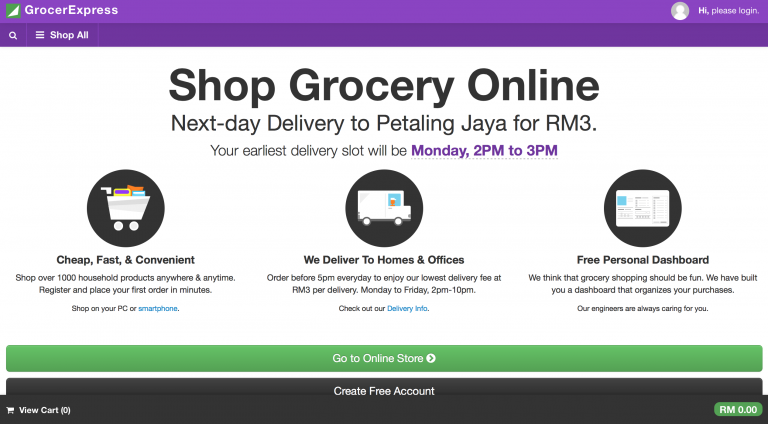 GrocerExpress
Hi, please login.
Shop All
Shop Grocery Online
Next-day Delivery to Petaling Jaya for RM3.
Your earliest delivery slot will be Monday, 2PM to 3PM
Cheap, Fast, & Convenient
Shop over 1000 household products anywhere & anytime.
Register and place your first order in minutes.
Shop on your PC or smartphone.
We Deliver To Homes & Offices
Order before 5pm everyday to enjoy our lowest delivery fee at
RM3 per delivery. Monday to Friday, 2pm-10pm.
Check out our Delivery Info.
Free Personal Dashboard
We think that grocery shopping should be fun. We have built
you a dashboard that organizes your purchases.
Our engineers are always caring for you.
Go to Online Store
Create Free Account
View Cart (0)
RM 0.00